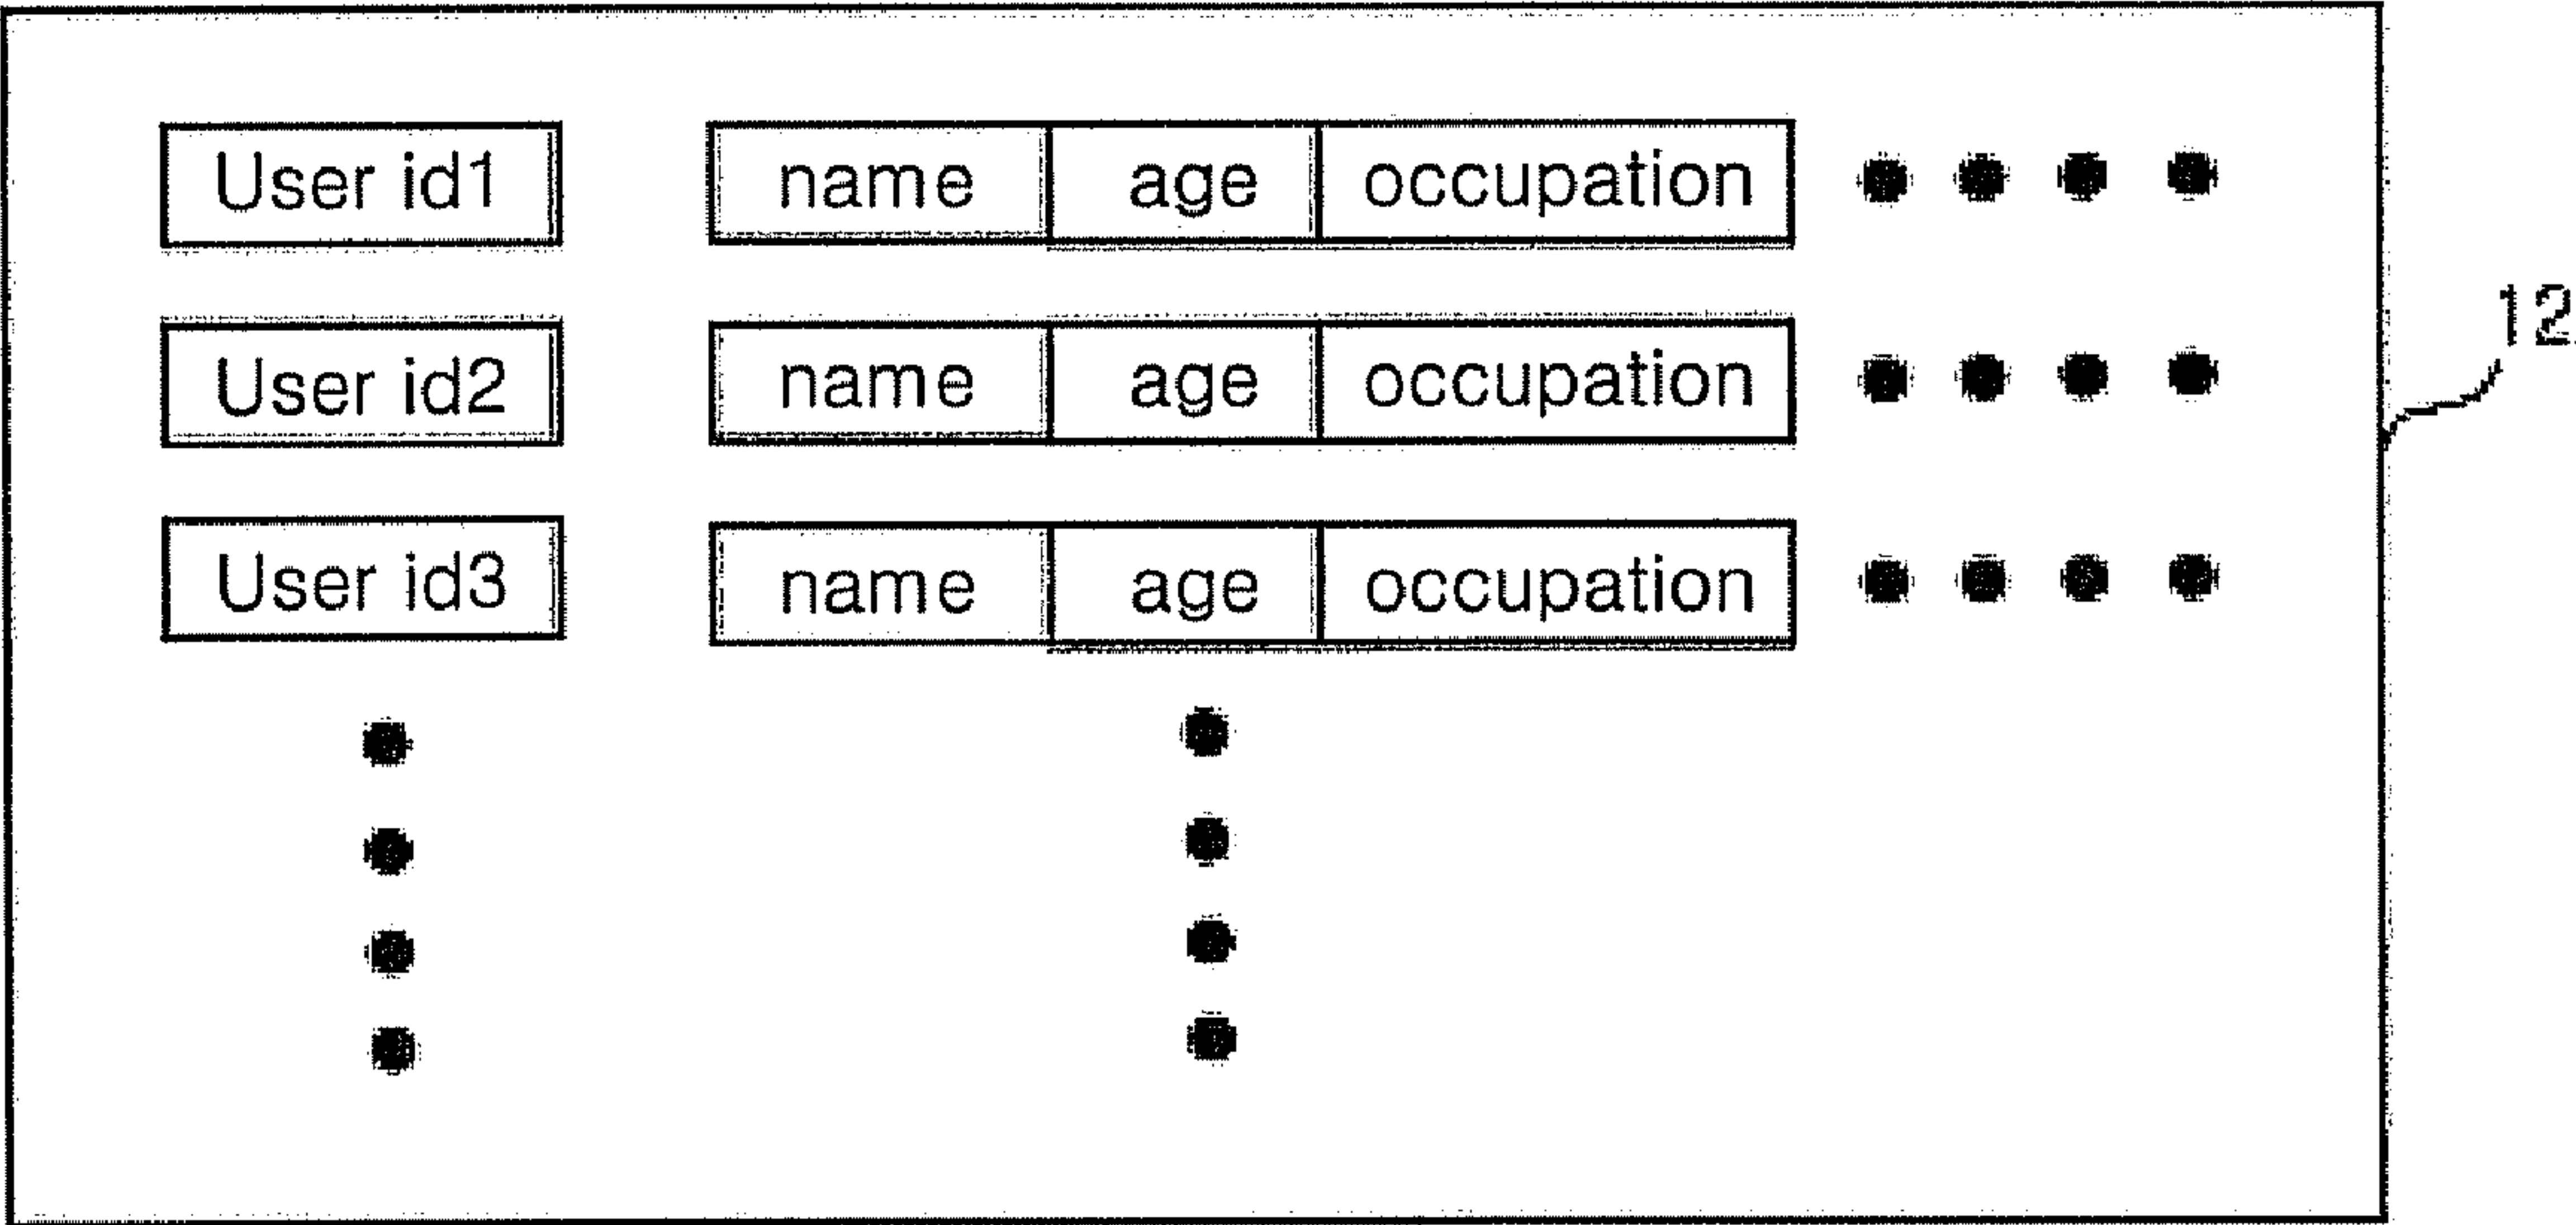 User id1 name age occupation
12
User id2 name age occupation
User id3 name age occupation